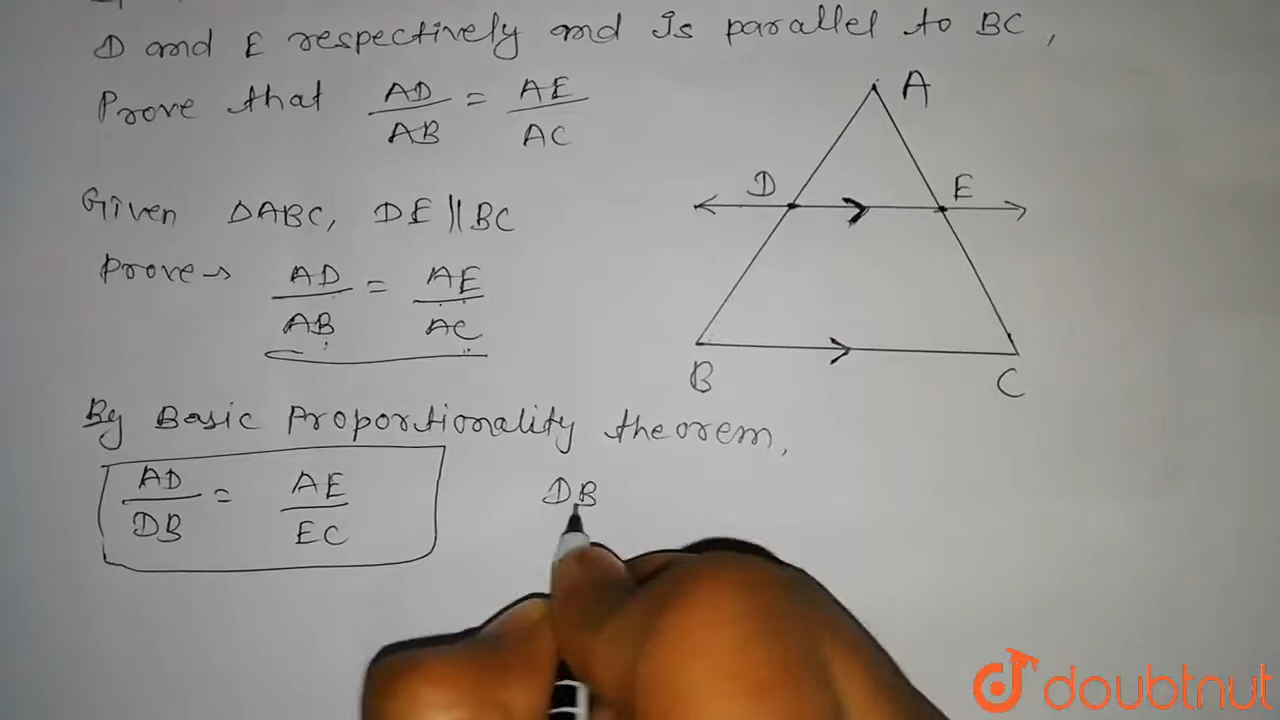 D and E respectively and is parallel to BC,
Prove that AD/AB = AE/AC
A
D
E
B
C
Given ΔABC, DE || BC
Prove → AD/AB = AE/AC
By Basic Proportionality theorem,
AD/DB = AE/EC
DB
doubtnut